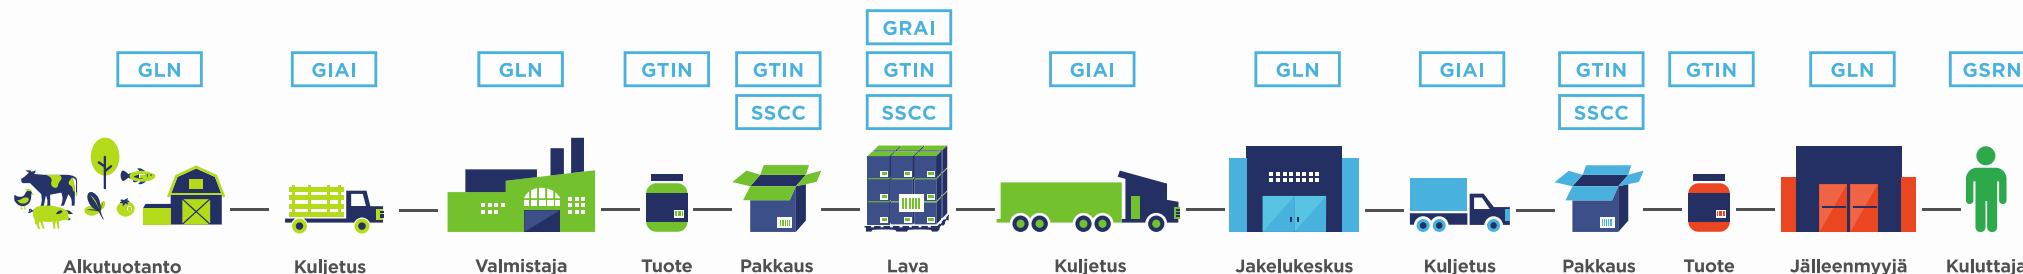 GRAI
GLN GIAI GLN GTIN GTIN GTIN GIAI GLN GIAI GTIN GTIN GLN GSRN
SSCC SSCC SSCC
Alkutuotanto Kuljetus Valmistaja Tuote Pakkaus Lava Kuljetus Jakelukeskus Kuljetus Pakkaus Tuote Jälleenmyyjä Kuluttaja